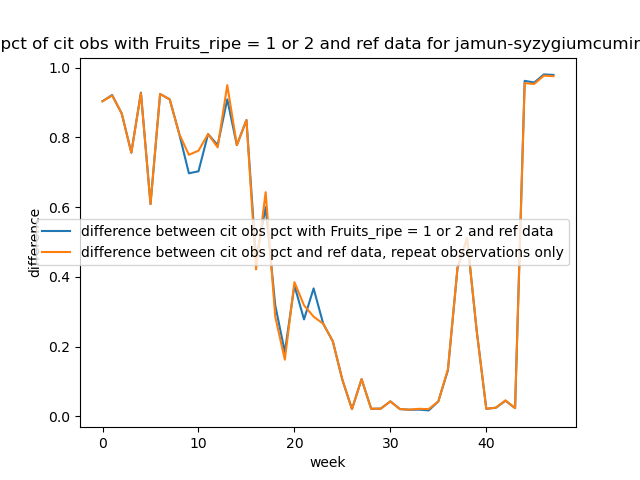 pct of cit obs with Fruits_ripe = 1 or 2 and ref data for jamun-syzygiumcumin
1.0
0.8
0.6
0.4
0.2
0.0
difference
difference between cit obs pct with Fruits_ripe = 1 or 2 and ref data
difference between cit obs pct and ref data, repeat observations only
0
10
20
30
40
week